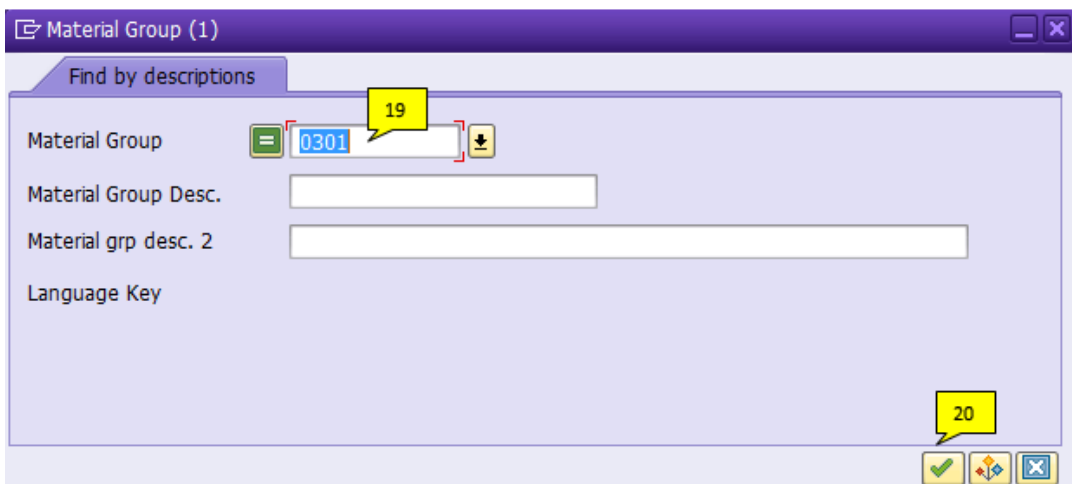 Material Group (1)
Find by descriptions
19
Material Group 0301
Material Group Desc.
Material grp desc. 2
Language Key
20